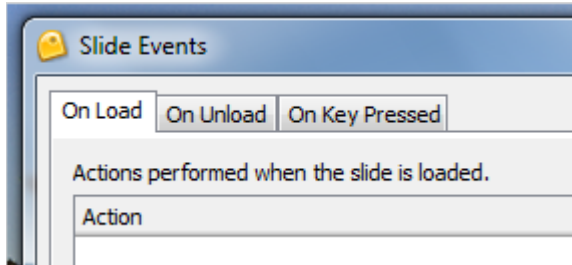 Slide Events
On Load On Unload On Key Pressed
Actions performed when the slide is loaded.
Action